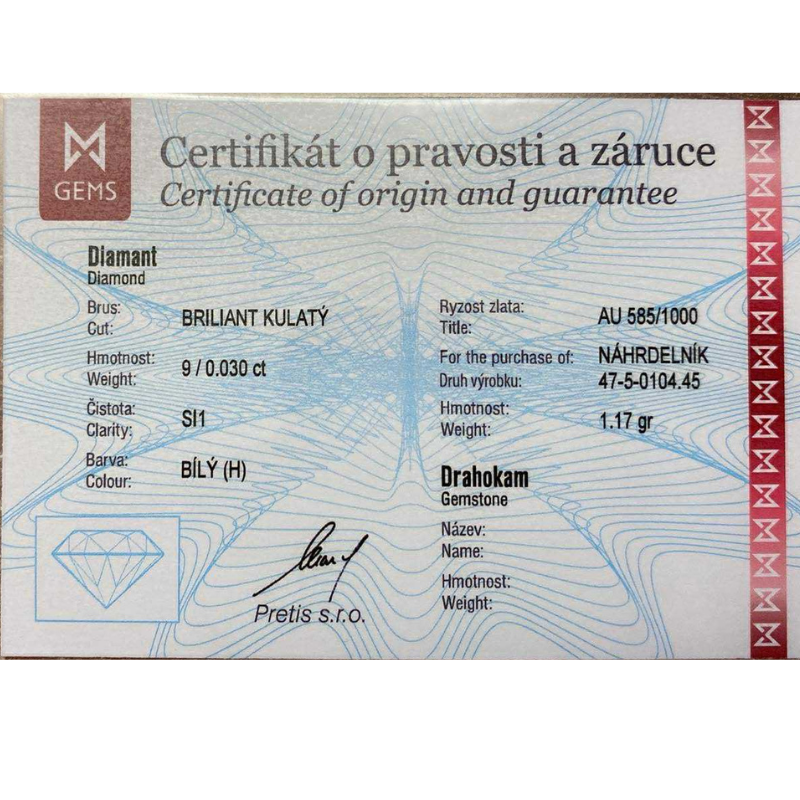 GEMS
Certifikát o pravosti a záruce
Certificate of origin and guarantee
Diamant
Diamond
Brus:
Cut:
BRILIANT KULATÝ
Hmotnost:
Weight:
9 / 0.030 ct
Čistota:
Clarity:
SI1
Barva:
Colour:
BÍLÝ (H)
Ryzost zlata:
Title:
AU 585/1000
For the purchase of:
Druh výrobku:
NÁHRDELNÍK
47-5-0104.45
Hmotnost:
Weight:
1.17 gr
Drahokam
Gemstone
Název:
Name:
Hmotnost:
Weight:
Pretis s.r.o.